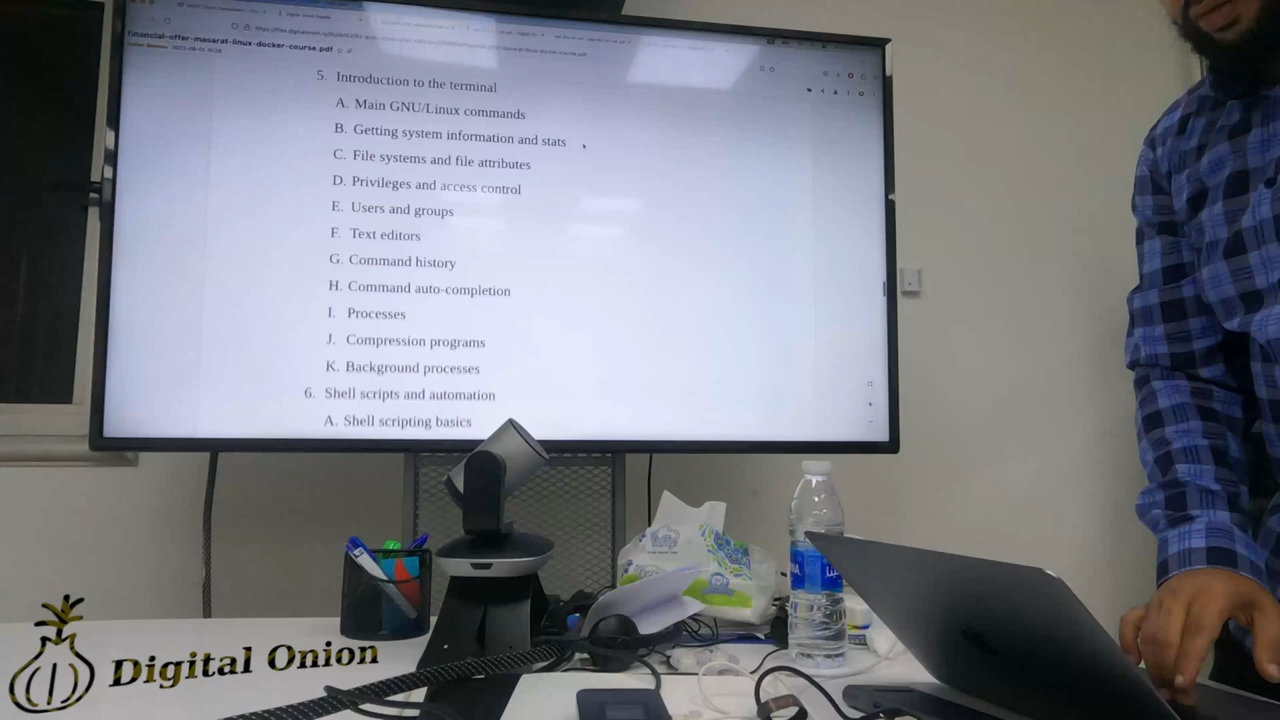 financial-offer-masarat-linux-docker-course.pdf
5. Introduction to the terminal
A. Main GNU/Linux commands
B. Getting system information and stats
C. File systems and file attributes
D. Privileges and access control
E. Users and groups
F. Text editors
G. Command history
H. Command auto-completion
I. Processes
J. Compression programs
K. Background processes
6. Shell scripts and automation
A. Shell scripting basics
Digital Onion